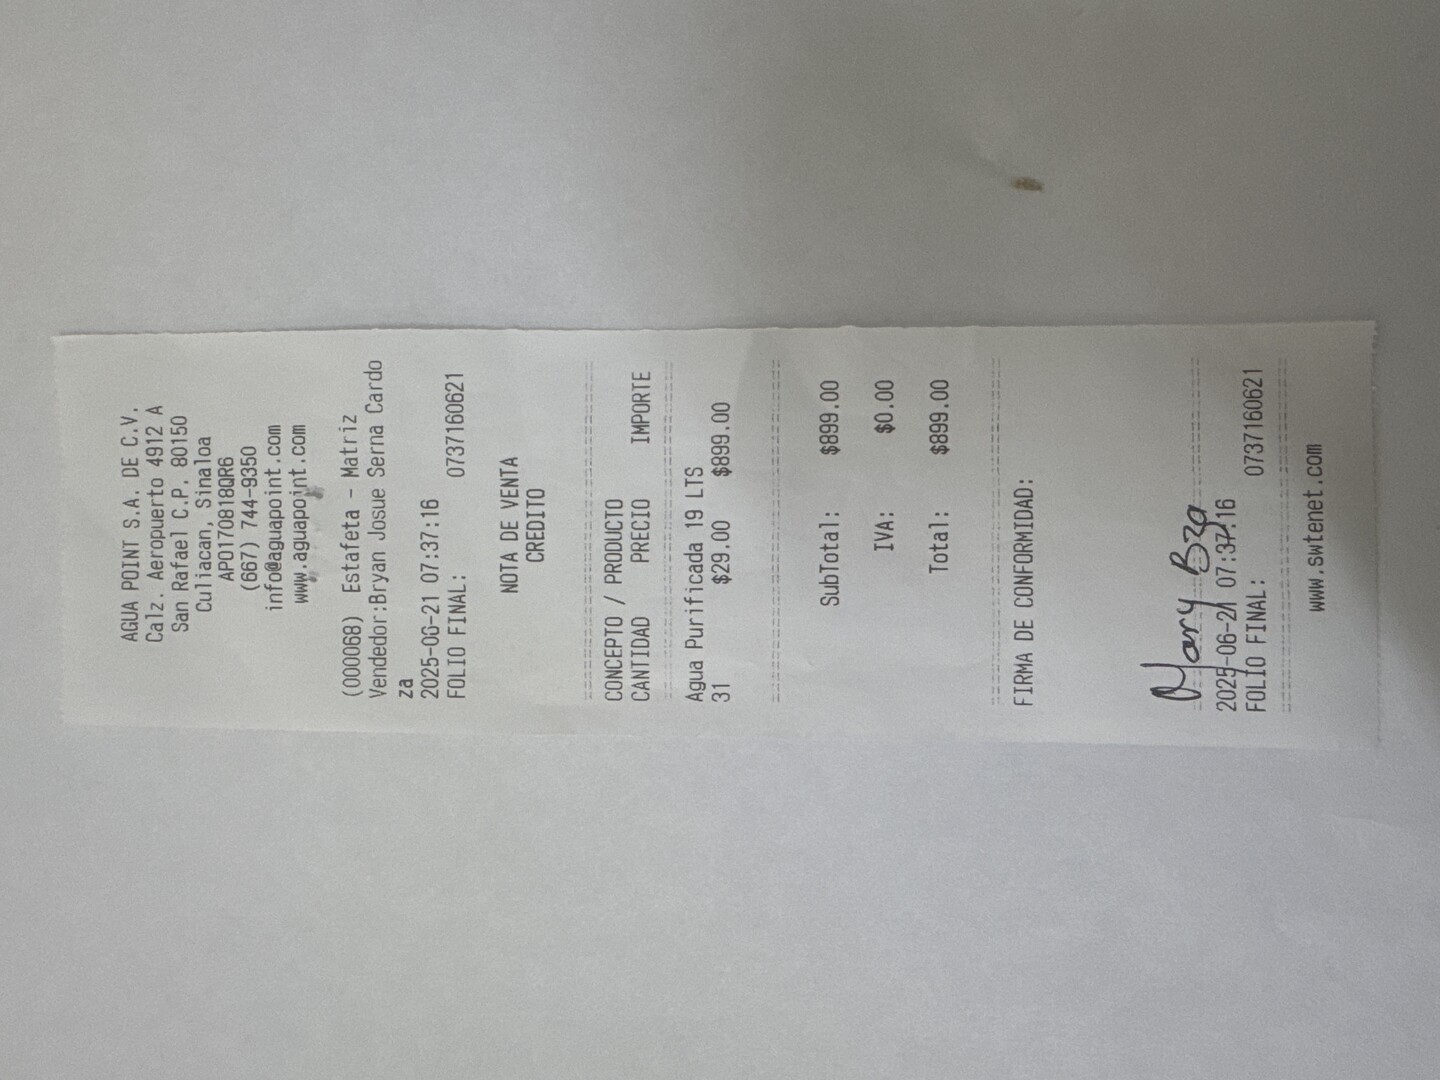 AGUA POINT S.A. DE C.V.
Calz. Aeropuerto 4912 A
San Rafael C.P. 80150
Culiacan, Sinaloa
APO170818QR6
(667) 744-9350
info@aguapoint.com
www.aguapoint.com
(000068) Estafeta - Matriz
Vendedor:Bryan Josue Serna Cardo
za
2025-06-21 07:37:16
FOLIO FINAL: 0737160621
NOTA DE VENTA
CREDITO
CONCEPTO / PRODUCTO
CANTIDAD PRECIO IMPORTE
Agua Purificada 19 LTS
31 $29.00 $899.00
SubTotal: $899.00
IVA: $0.00
Total: $899.00
FIRMA DE CONFORMIDAD:
Mary Bza
2025-06-21 07:37:16
FOLIO FINAL: 0737160621
www.swtenet.com